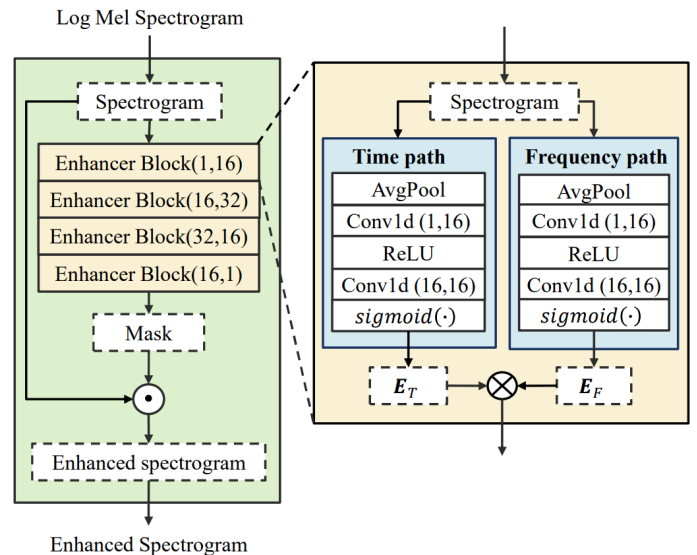 Log Mel Spectrogram
Spectrogram
Enhancer Block(1,16)
Enhancer Block(16,32)
Enhancer Block(32,16)
Enhancer Block(16,1)
Mask
Enhanced spectrogram
Enhanced Spectrogram
Spectrogram
Time path
AvgPool
Conv1d (1,16)
ReLU
Conv1d (16,16)
sigmoid(·)
E_T
Frequency path
AvgPool
Conv1d (1,16)
ReLU
Conv1d (16,16)
sigmoid(·)
E_F